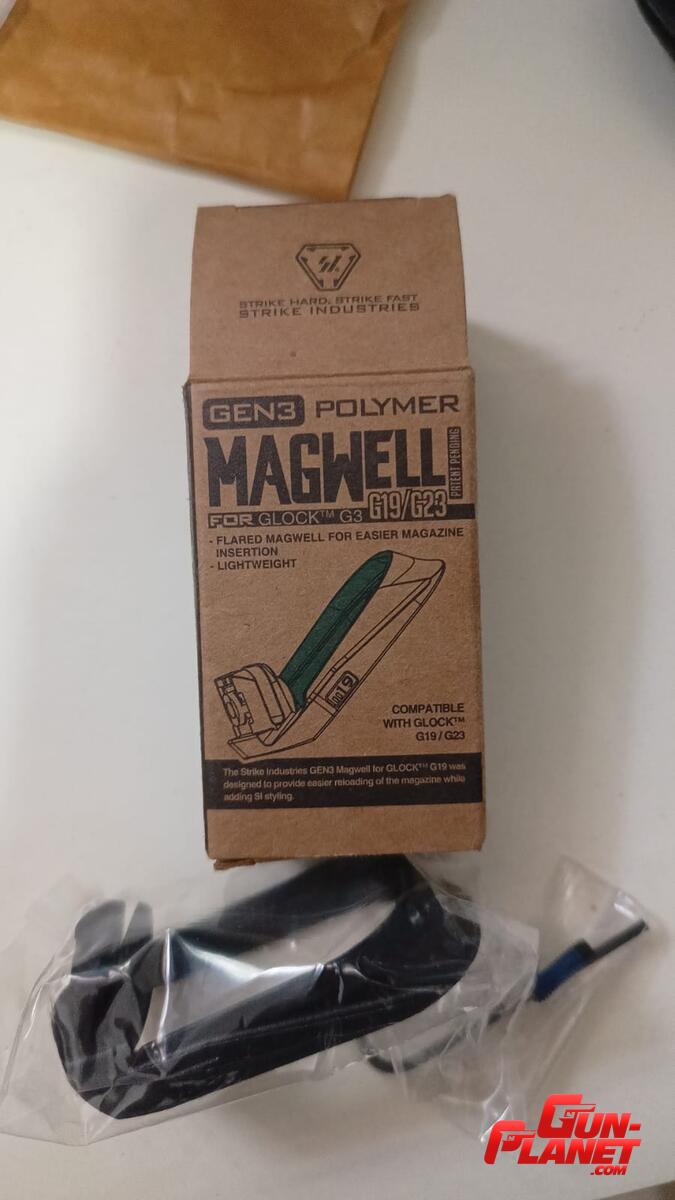 STRIKE HARD. STRIKE FAST
STRIKE INDUSTRIES
GEN3 POLYMER
MAGWELL
PATENT PENDING
FOR GLOCK™ G3 G19/G23
- FLARED MAGWELL FOR EASIER MAGAZINE
INSERTION
- LIGHTWEIGHT
COMPATIBLE
WITH GLOCK™
G19 / G23
The Strike Industries GEN3 Magwell for GLOCK™ G19 was
designed to provide easier reloading of the magazine while
adding SI styling.
GUN-
PLANET
.COM